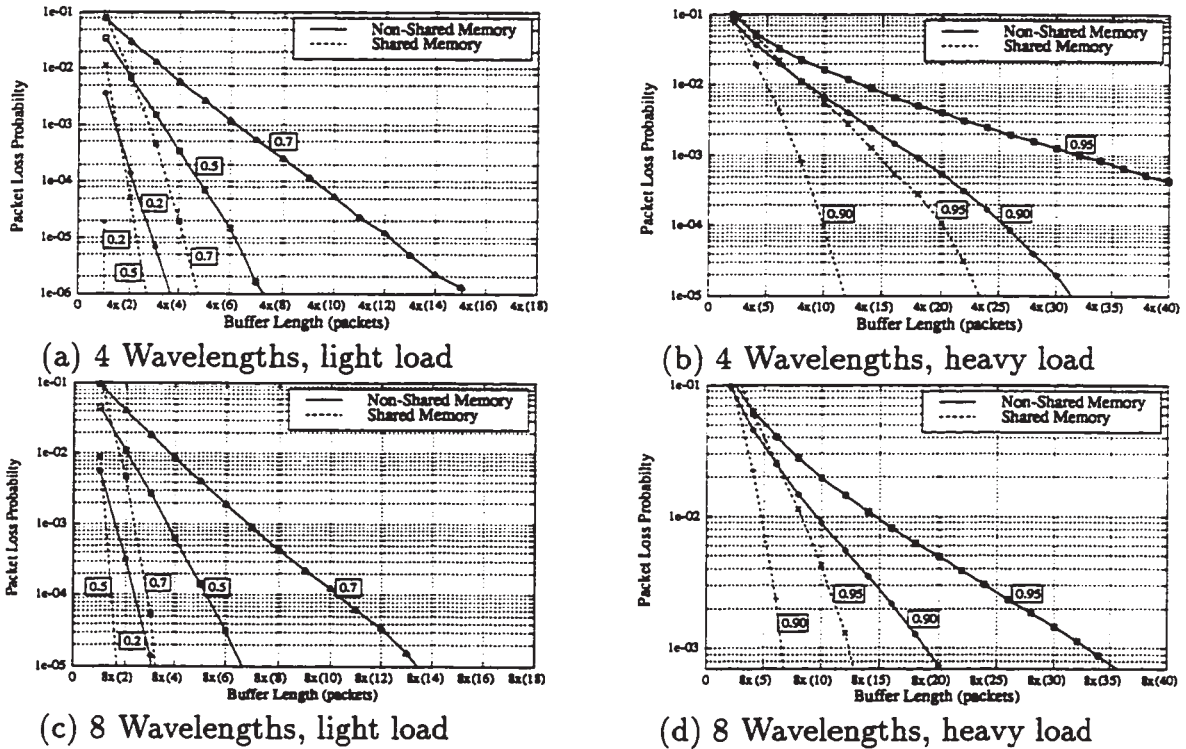 1e-01
1e-02
1e-03
1e-04
1e-05
1e-06
Packet Loss Probabilty
Non-Shared Memory
Shared Memory
0.7
0.5
0.2
0.2
0.5
0.7
0 4x(2) 4x(4) 4x(6) 4x(8) 4x(10) 4x(12) 4x(14) 4x(16) 4x(18)
Buffer Length (packets)
(a) 4 Wavelengths, light load
1e-01
1e-02
1e-03
1e-04
1e-05
Packet Loss Probabilty
Non-Shared Memory
Shared Memory
0.95
0.90
0.95
0.90
0 4x(5) 4x(10) 4x(15) 4x(20) 4x(25) 4x(30) 4x(35) 4x(40)
Buffer Length (packets)
(b) 4 Wavelengths, heavy load
1e-01
1e-02
1e-03
1e-04
1e-05
Packet Loss Probabilty
Non-Shared Memory
Shared Memory
0.5
0.7
0.5
0.7
0.2
0 8x(2) 8x(4) 8x(6) 8x(8) 8x(10) 8x(12) 8x(14) 8x(16) 8x(18)
Buffer Length (packets)
(c) 8 Wavelengths, light load
1e-01
1e-02
1e-03
Packet Loss Probabilty
Non-Shared Memory
Shared Memory
0.95
0.95
0.90
0.90
0 8x(5) 8x(10) 8x(15) 8x(20) 8x(25) 8x(30) 8x(35) 8x(40)
Buffer Length (packets)
(d) 8 Wavelengths, heavy load